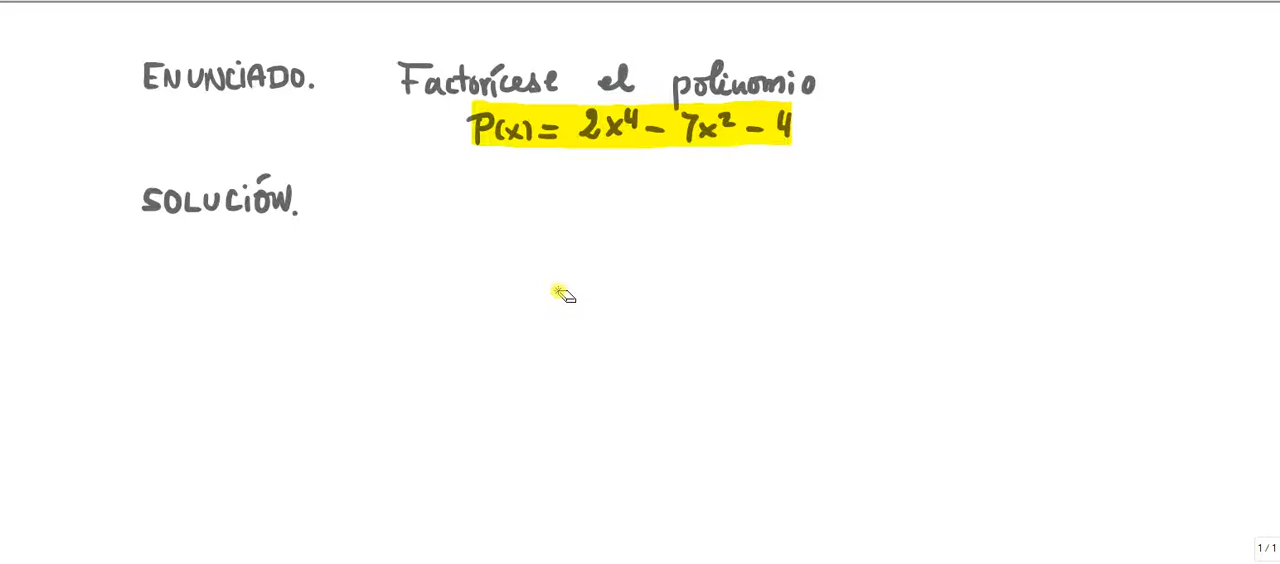 ENUNCIADO. Factorícese el polinomio
P(x) = 2x⁴ - 7x² - 4
SOLUCIÓN.
1 / 1